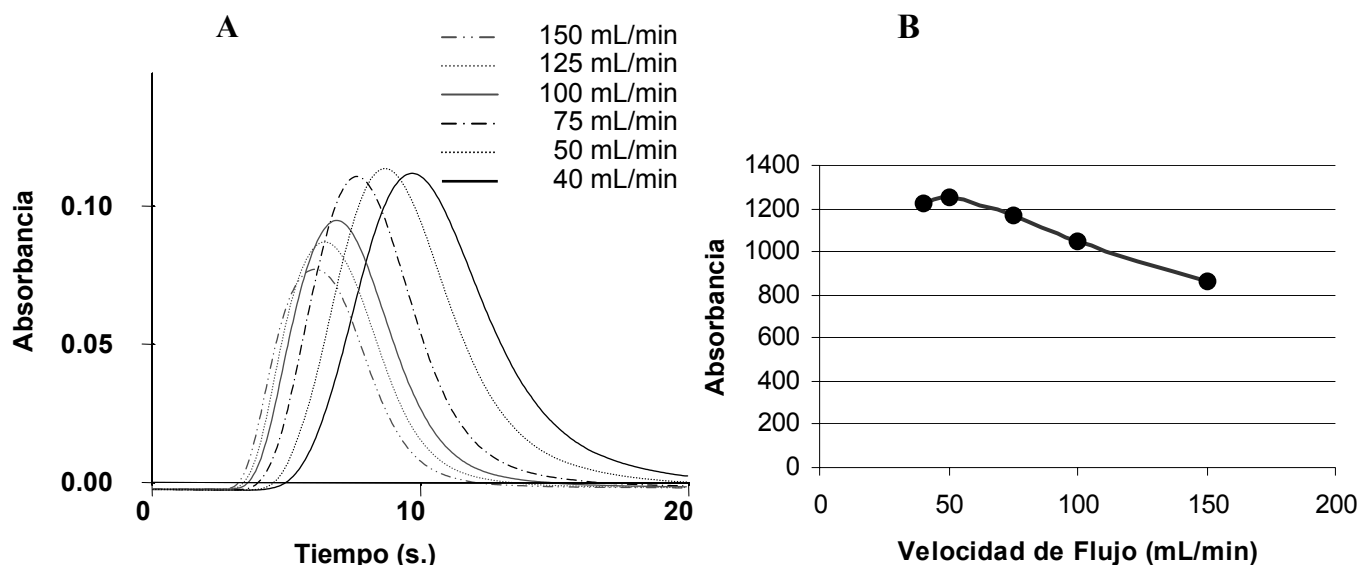 A
150 mL/min
125 mL/min
100 mL/min
75 mL/min
50 mL/min
40 mL/min
Absorbancia
0.10
0.05
0.00
0
10
20
Tiempo (s.)
B
Absorbancia
1400
1200
1000
800
600
400
200
0
0
50
100
150
200
Velocidad de Flujo (mL/min)